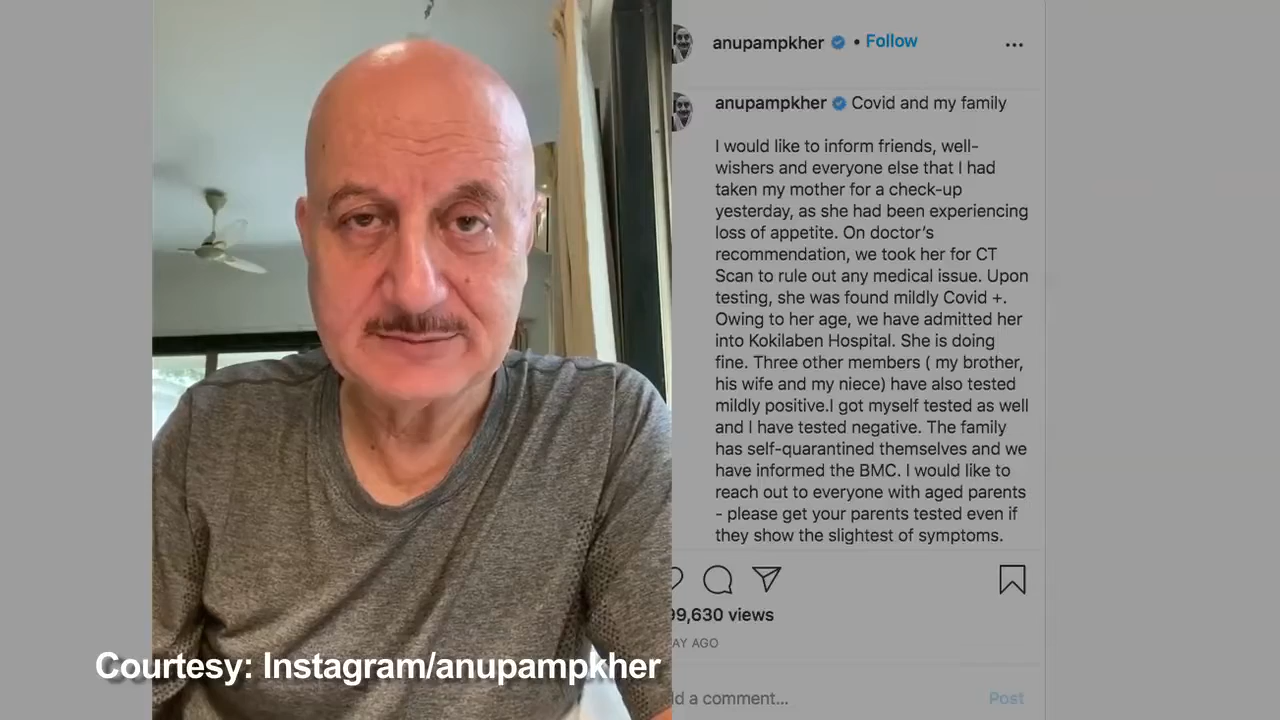 anupampkher • Follow
anupampkher Covid and my family
I would like to inform friends, well-
wishers and everyone else that I had
taken my mother for a check-up
yesterday, as she had been experiencing
loss of appetite. On doctor's
recommendation, we took her for CT
Scan to rule out any medical issue. Upon
testing, she was found mildly Covid +.
Owing to her age, we have admitted her
into Kokilaben Hospital. She is doing
fine. Three other members ( my brother,
his wife and my niece) have also tested
mildly positive.I got myself tested as well
and I have tested negative. The family
has self-quarantined themselves and we
have informed the BMC. I would like to
reach out to everyone with aged parents
- please get your parents tested even if
they show the slightest of symptoms.
99,630 views
AY AGO
d a comment... Post
Courtesy: Instagram/anupampkher